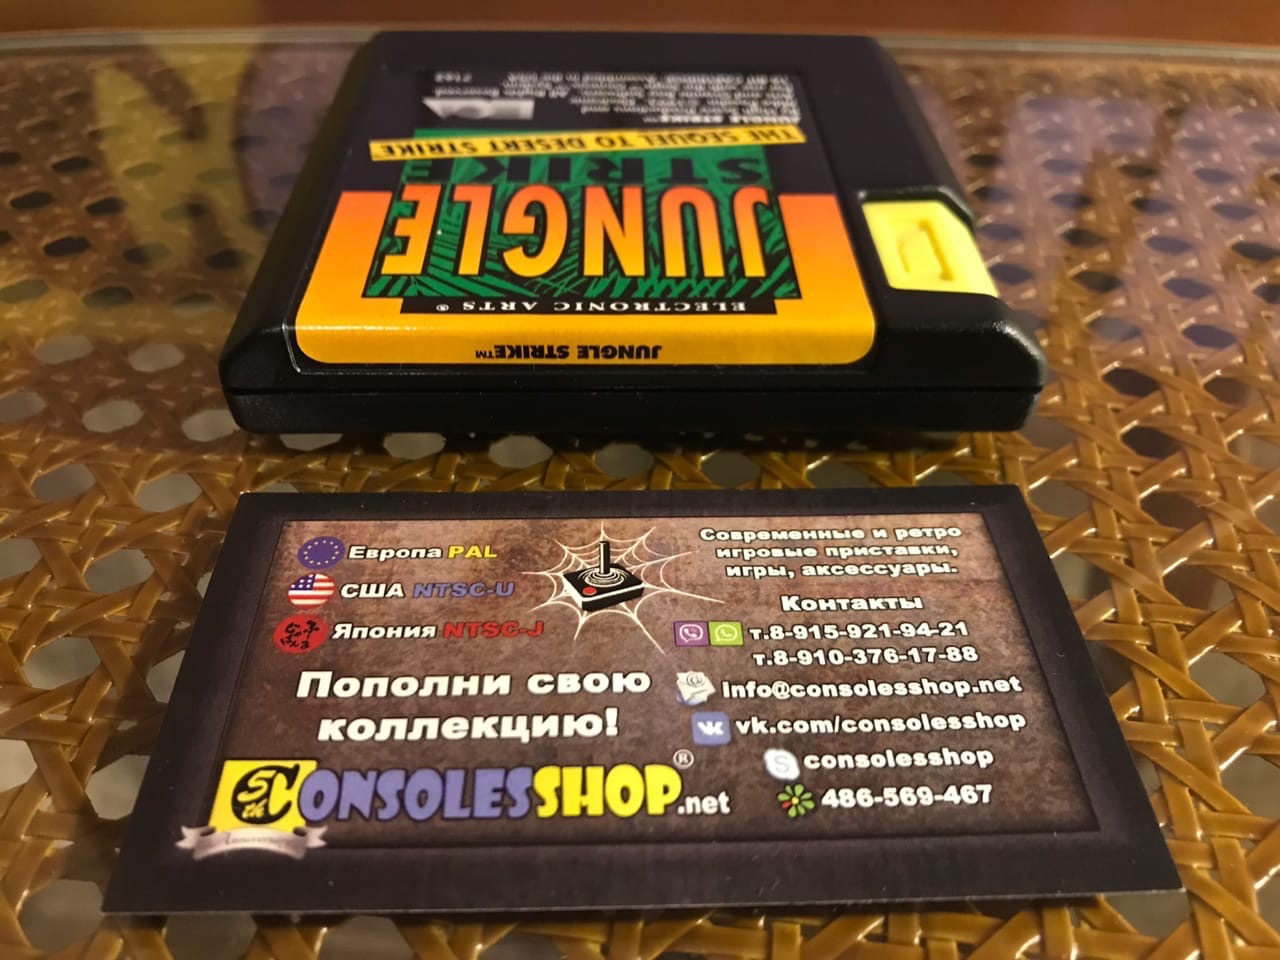 JUNGLE STRIKE™
ELECTRONIC ARTS ®
JUNGLE
STRIKE
THE SEQUEL TO DESERT STRIKE
JUNGLE STRIKE™
Европа PAL
США NTSC-U
Япония NTSC-J
Пополни свою
коллекцию!
5th
CONSOLESSHOP.net
®
Современные и ретро
игровые приставки,
игры, аксессуары.
Контакты
т.8-915-921-94-21
т.8-910-376-17-88
Info@consolesshop.net
vk.com/consolesshop
consolesshop
486-569-467